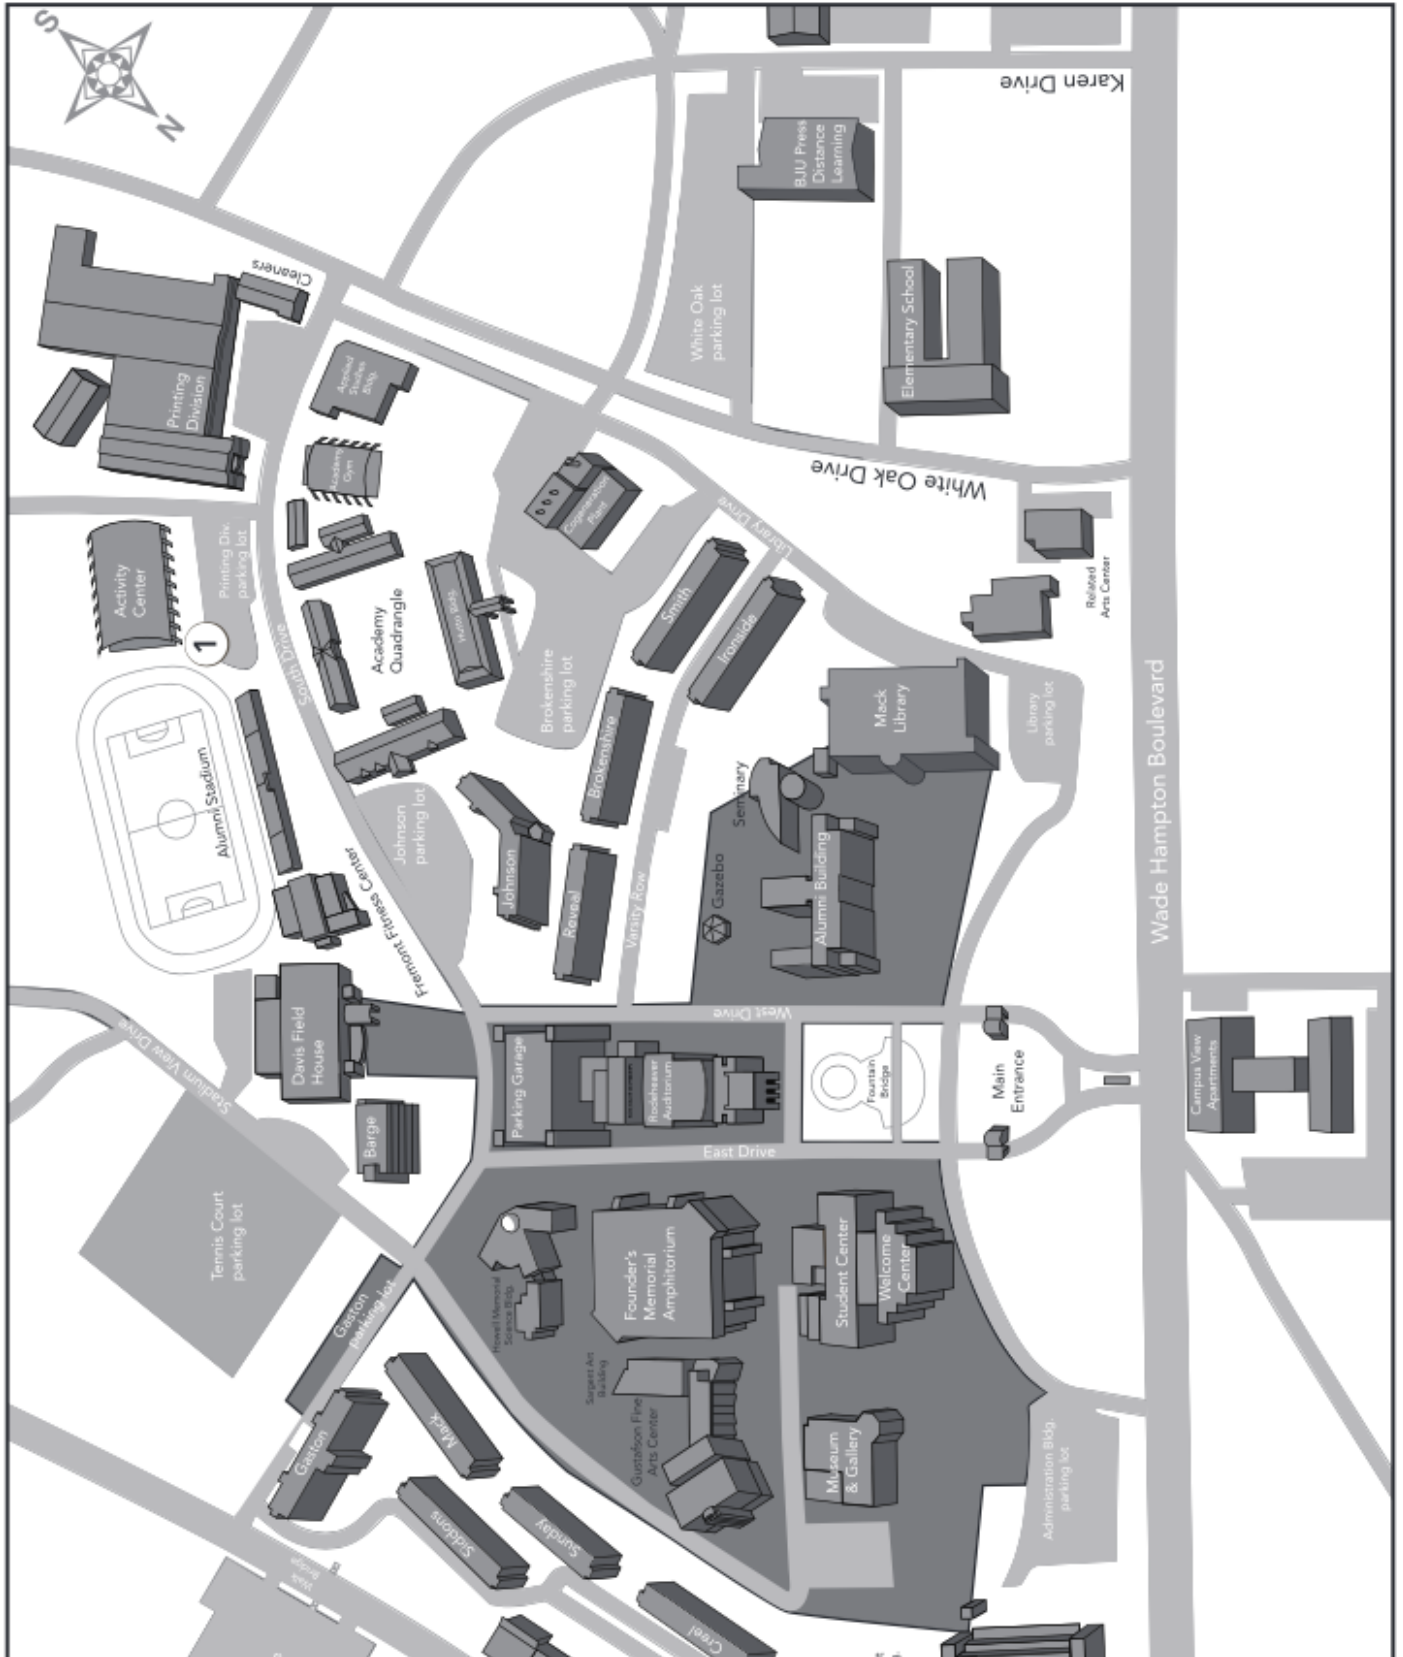 S
N
Karen Drive
BJU Press
Distance
Learning
Cleaners
White Oak
parking lot
Elementary School
Printing
Division
Applied
Studies
Bldg.
Academy
Gym
White Oak Drive
Cogeneration
Plant
Library Drive
Activity
Center
Printing Div.
parking lot
1
South Drive
Academy
Quadrangle
Hutto Bldg.
Smith
Ironside
Related
Arts Center
Brokenshire
parking lot
Mack
Library
Library
parking lot
Wade Hampton Boulevard
Alumni Stadium
Johnson
parking lot
Brokenshire
Seminary
Gazebo
Alumni Building
Johnson
Reveal
Varsity Row
Fremont Fitness Center
West Drive
Stadium View Drive
Davis Field
House
Parking Garage
Rodeheaver
Auditorium
Fountain
Bridge
Main
Entrance
Campus View
Apartments
Barge
East Drive
Tennis Court
parking lot
Gaston
parking lot
Howell Memorial
Science Bldg.
Founder's
Memorial
Amphitorium
Student Center
Welcome
Center
Sargent Art
Building
Gustafson Fine
Arts Center
Museum
& Gallery
Administration Bldg.
parking lot
Gaston
Mack
Siddons
Sunday
Walk
Bridge
Creel